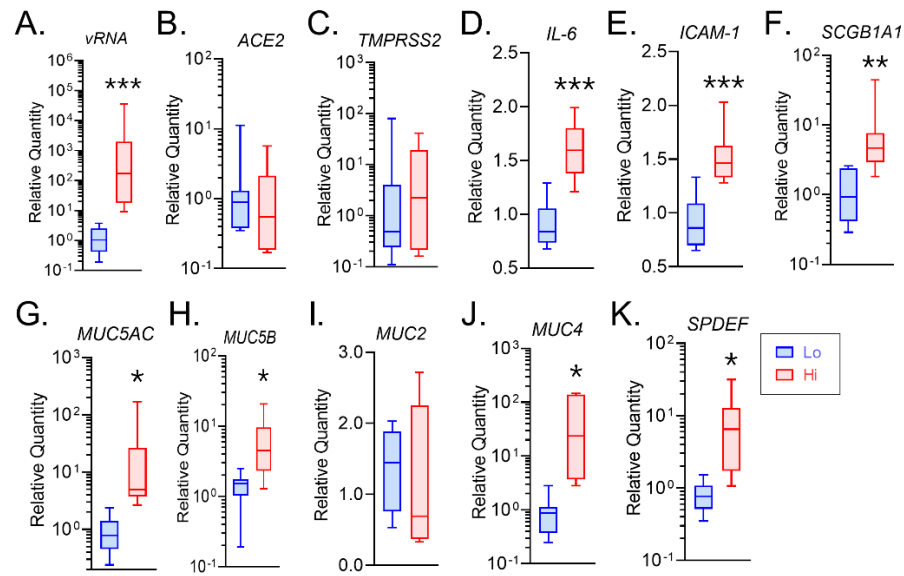 A. vRNA
Relative Quantity
10^6
10^5
10^4
10^3
10^2
10^1
10^0
10^-1
***
B. ACE2
Relative Quantity
10^2
10^1
10^0
10^-1
C. TMPRSS2
Relative Quantity
10^3
10^2
10^1
10^0
10^-1
D. IL-6
Relative Quantity
2.5
2.0
1.5
1.0
0.5
***
E. ICAM-1
Relative Quantity
2.5
2.0
1.5
1.0
0.5
***
F. SCGB1A1
Relative Quantity
10^2
10^1
10^0
10^-1
**
G. MUC5AC
Relative Quantity
10^3
10^2
10^1
10^0
*
H. MUC5B
Relative Quantity
10^2
10^1
10^0
10^-1
*
I. MUC2
Relative Quantity
3.0
2.0
1.0
0.0
J. MUC4
Relative Quantity
10^3
10^2
10^1
10^0
10^-1
*
K. SPDEF
Relative Quantity
10^2
10^1
10^0
10^-1
*
Lo
Hi